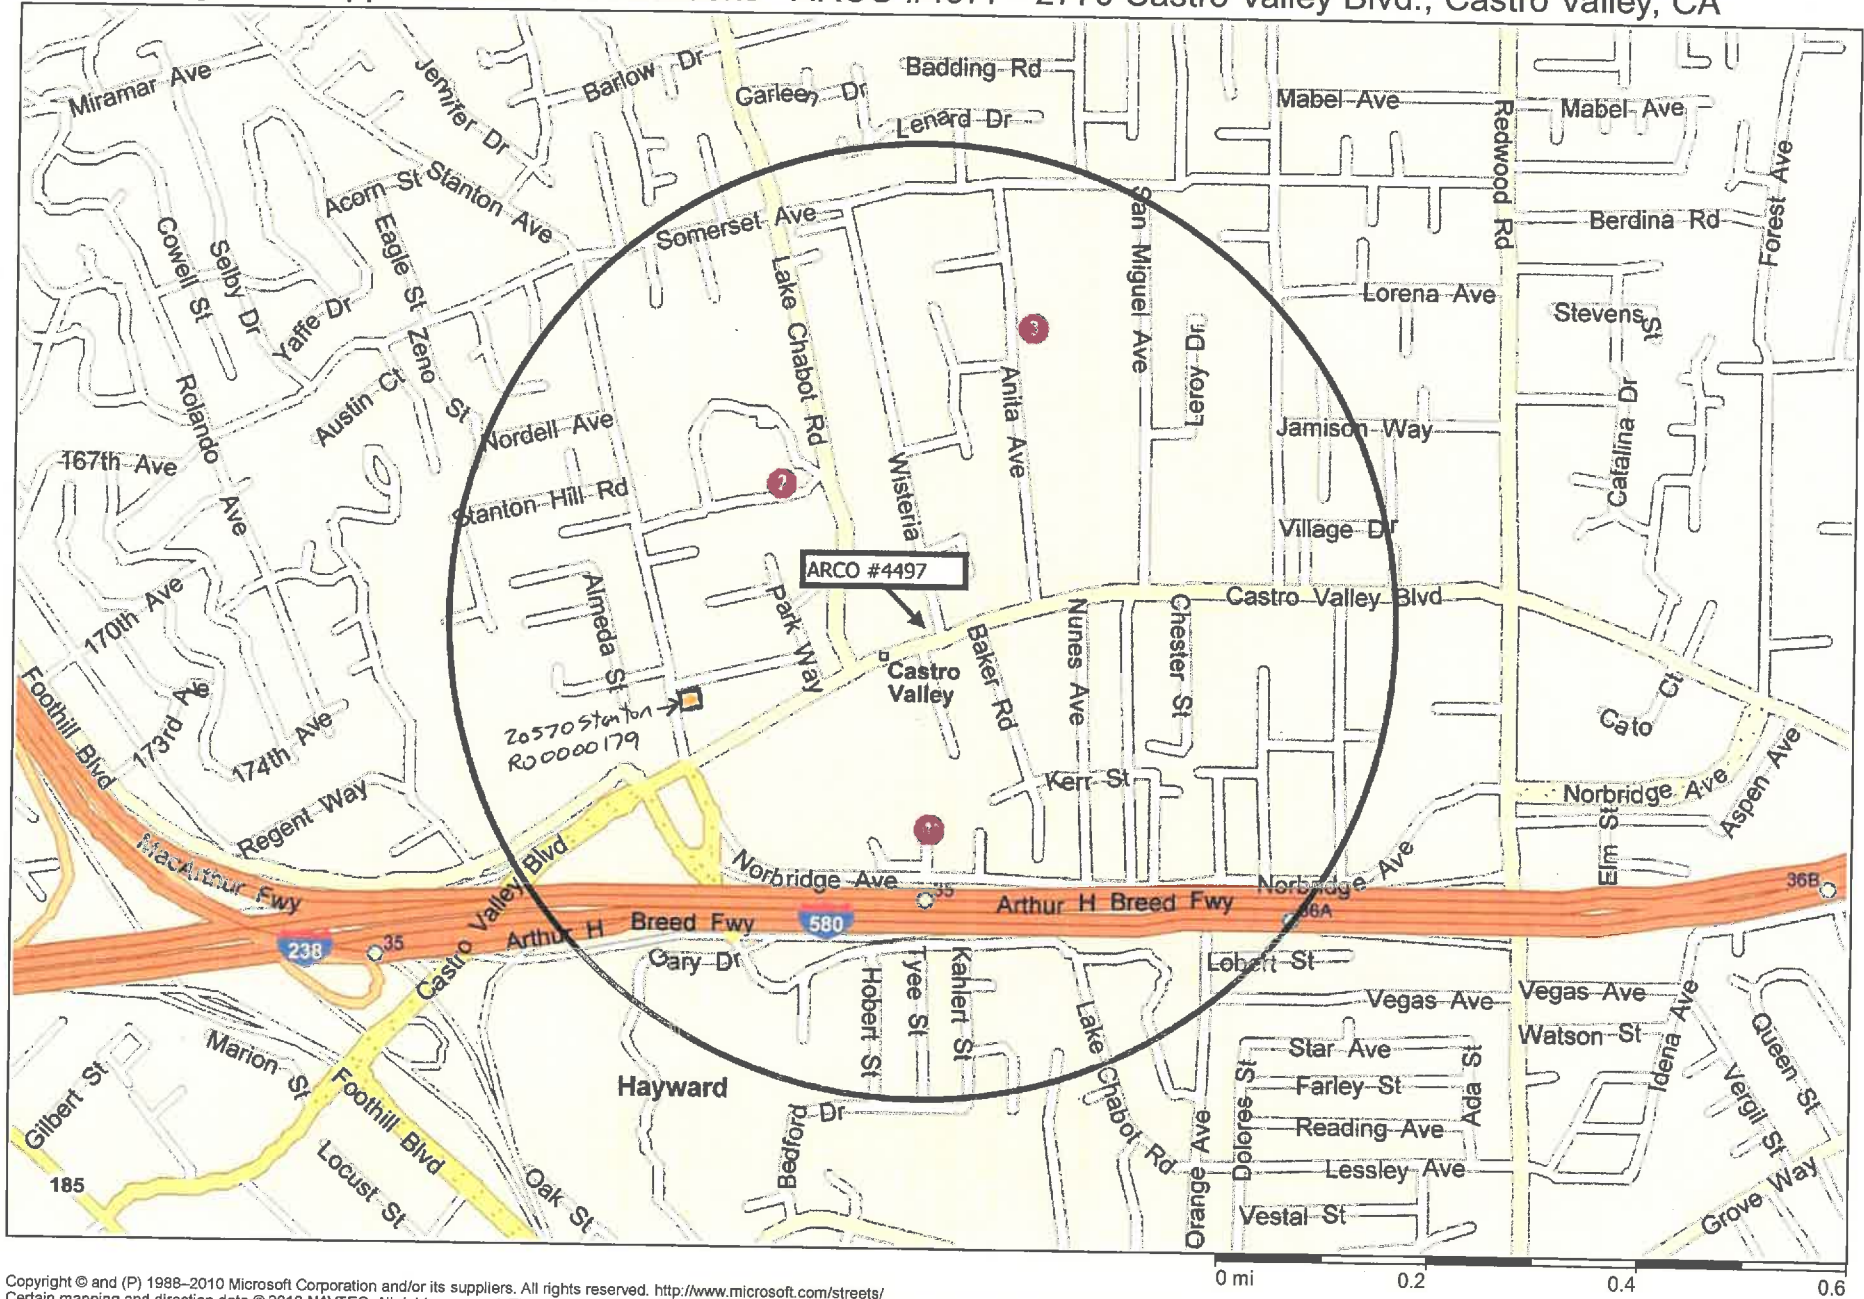 ARCO #4977 - 2770 Castro Valley Blvd., Castro Valley, CA
Miramar Ave
Jennifer Dr
Barlow Dr
Garleen Dr
Badding Rd
Lenard Dr
Mabel Ave
Redwood Rd
Mabel Ave
Forest Ave
Acorn St
Stanton Ave
Somerset Ave
San Miguel Ave
Berdina Rd
Cowell St
Selby Dr
Eagle St
Yaffe Dr
Zeno St
Lake Chabot Rd
3
Lorena Ave
Stevens St
Leroy Dr
Rolando Ave
Austin Ct
Nordell Ave
Anita Ave
Jamison Way
Catalina Dr
167th Ave
Stanton Hill Rd
2
Wisteria
Village Dr
ARCO #4497
170th Ave
Almeda St
Park Way
Castro Valley Blvd
Castro
Valley
Baker Rd
Nunes Ave
Chester St
Cato Ct
Foothill Blvd
173rd Ave
174th Ave
20570 Stanton
RO0000179
Regent Way
Kerr St
Norbridge Ave
Aspen Ave
Elm St
MacArthur Fwy
Castro Valley Blvd
Norbridge Ave
35
Arthur H Breed Fwy
Norbridge Ave
36A
36B
238
35
Arthur H Breed Fwy
580
Gary Dr
Hobert St
Tyee St
Kahlert St
Lobert St
Vegas Ave
Vegas Ave
Watson St
Idena Ave
Queen St
Vergil St
Marion St
Gilbert St
Foothill Blvd
Hayward
Lake Chabot Rd
Star Ave
Farley St
Reading Ave
Lessley Ave
Ada St
Dolores St
Orange Ave
Vestal St
Grove Way
Bedford Dr
185
Locust St
Oak St
0 mi 0.2 0.4 0.6
Copyright © and (P) 1988–2010 Microsoft Corporation and/or its suppliers. All rights reserved. http://www.microsoft.com/streets/